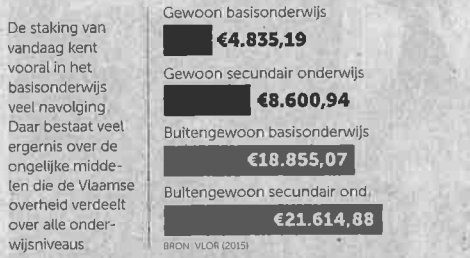 De staking van
vandaag kent
vooral in het
basisonderwijs
veel navolging
Daar bestaat veel
ergernis over de
ongelijke midde-
len die de Vlaamse
overheid verdeelt
over alle onder-
wijsniveaus
Gewoon basisonderwijs
€4.835,19
Gewoon secundair onderwijs
€8.600,94
Buitengewoon basisonderwijs
€18.855,07
Buitengewoon secundair ond.
€21.614,88
BRON: VLOR (2015)